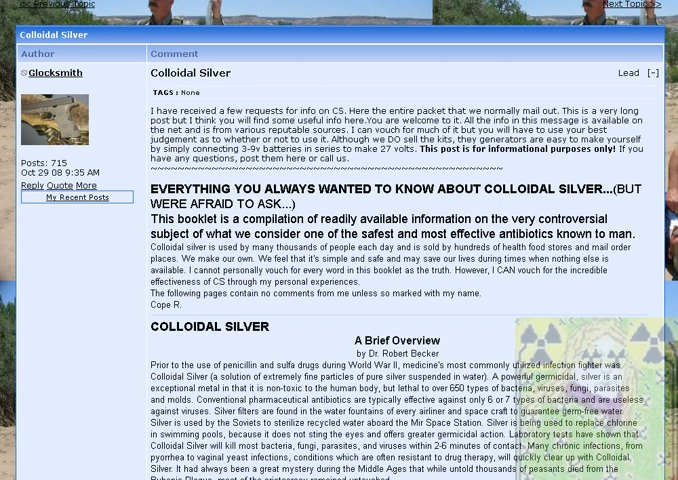 << Previous Topic
Next Topic >>
Colloidal Silver
Author
Comment
Glocksmith
Colloidal Silver
Lead [-]
TAGS : None
Posts: 715
Oct 29 08 9:35 AM
Reply Quote More
My Recent Posts
I have received a few requests for info on CS. Here the entire packet that we normally mail out. This is a very long
post but I think you will find some useful info here.You are welcome to it. All the info in this message is available on
the net and is from various reputable sources. I can vouch for much of it but you will have to use your best
judgement as to whether or not to use it. Although we DO sell the kits, they generators are easy to make yourself
by simply connecting 3-9v batteries in series to make 27 volts. This post is for informational purposes only! If you
have any questions, post them here or call us.
~~~~~~~~~~~~~~~~~~~~~~~~~~~~~~~~~~~~~~~~~~~~~~~~~~~~
EVERYTHING YOU ALWAYS WANTED TO KNOW ABOUT COLLOIDAL SILVER...(BUT
WERE AFRAID TO ASK...)
This booklet is a compilation of readily available information on the very controversial
subject of what we consider one of the safest and most effective antibiotics known to man.
Colloidal silver is used by many thousands of people each day and is sold by hundreds of health food stores and mail order
places. We make our own. We feel that it's simple and safe and may save our lives during times when nothing else is
available. I cannot personally vouch for every word in this booklet as the truth. However, I CAN vouch for the incredible
effectiveness of CS through my personal experiences.
The following pages contain no comments from me unless so marked with my name.
Cope R.
COLLOIDAL SILVER
A Brief Overview
by Dr. Robert Becker
Prior to the use of penicillin and sulfa drugs during World War II, medicine's most commonly utilized infection fighter was
Colloidal Silver (a solution of extremely fine particles of pure silver suspended in water). A powerful germicidal, silver is an
exceptional metal in that it is non-toxic to the human body, but lethal to over 650 types of bacteria, viruses, fungi, parasites
and molds. Conventional pharmaceutical antibiotics are typically effective against only 6 or 7 types of bacteria and are useless
against viruses. Silver filters are found in the water fountains of every airliner and space craft to guarantee germ-free water.
Silver is used by the Soviets to sterilize recycled water aboard the Mir Space Station. Silver is being used to replace chlorine
in swimming pools, because it does not sting the eyes and offers greater germicidal action. Laboratory tests have shown that
Colloidal Silver will kill most bacteria, fungi, parasites, and viruses within 2-6 minutes of contact. Many chronic infections, from
pyorrhea to vaginal yeast infections, conditions which are often resistant to drug therapy, will quickly clear up with Colloidal
Silver. It had always been a great mystery during the Middle Ages that while untold thousands of peasants died from the
Bubonic Plague, most of the aristocracy remained untouched.